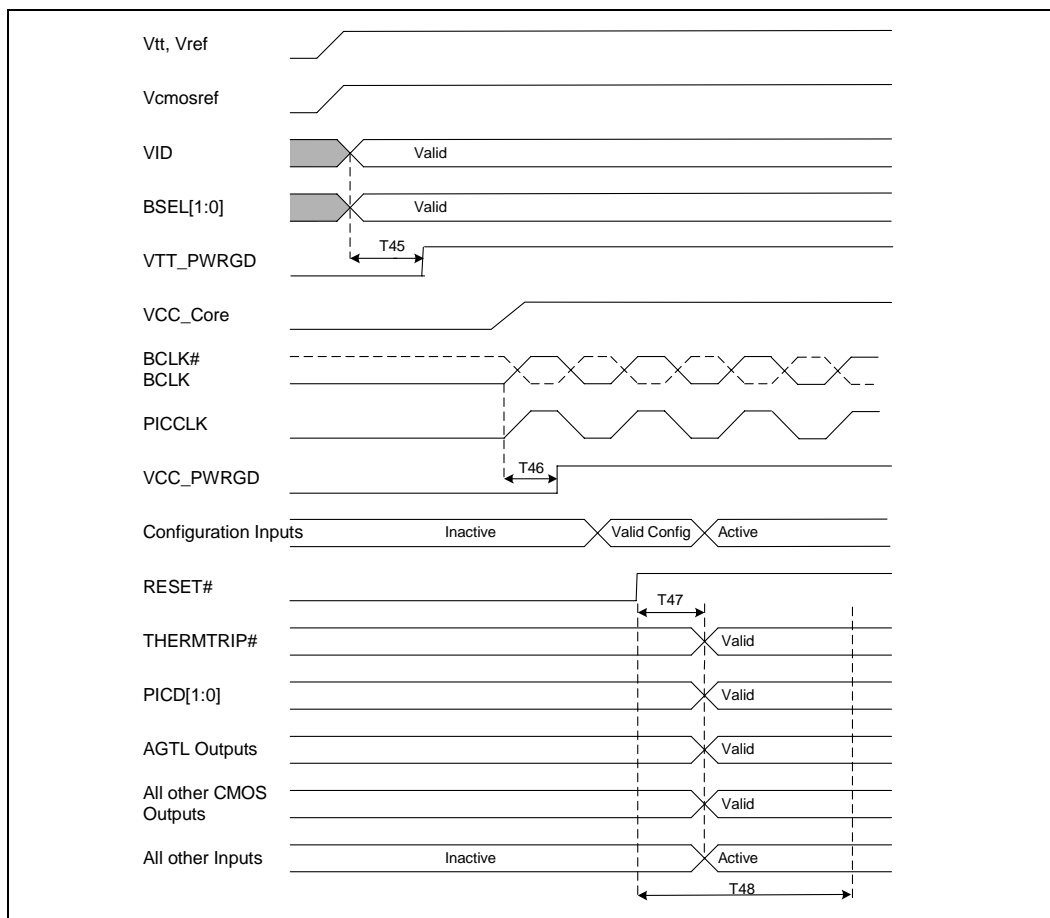 Vtt, Vref
Vcmosref
VID
Valid
BSEL[1:0]
Valid
T45
VTT_PWRGD
VCC_Core
BCLK#
BCLK
PICCLK
T46
VCC_PWRGD
Configuration Inputs
Inactive
Valid Config
Active
RESET#
T47
THERMTRIP#
Valid
PICD[1:0]
Valid
AGTL Outputs
Valid
All other CMOS
Outputs
Valid
All other Inputs
Inactive
Active
T48